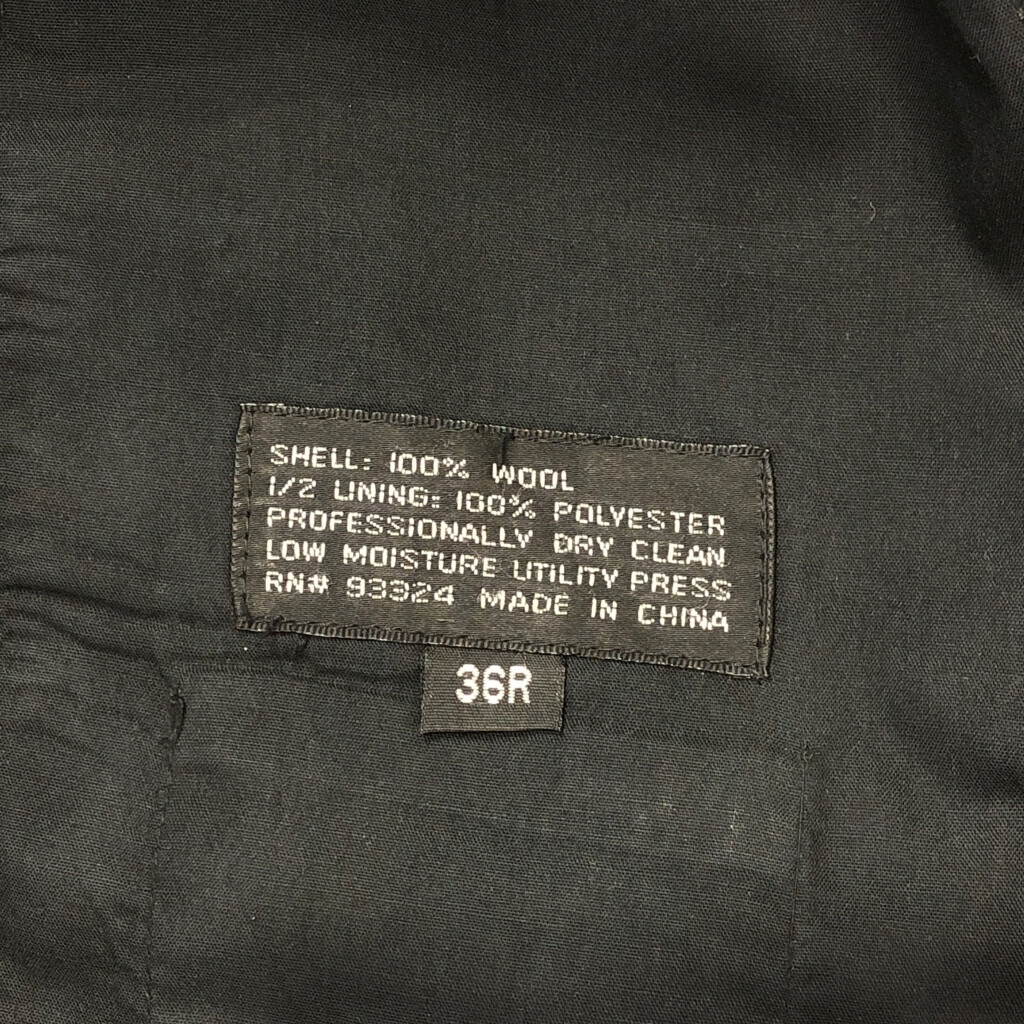 SHELL: 100% WOOL
1/2 LINING: 100% POLYESTER
PROFESSIONALLY DRY CLEAN
LOW MOISTURE UTILITY PRESS
RN# 93324 MADE IN CHINA
36R